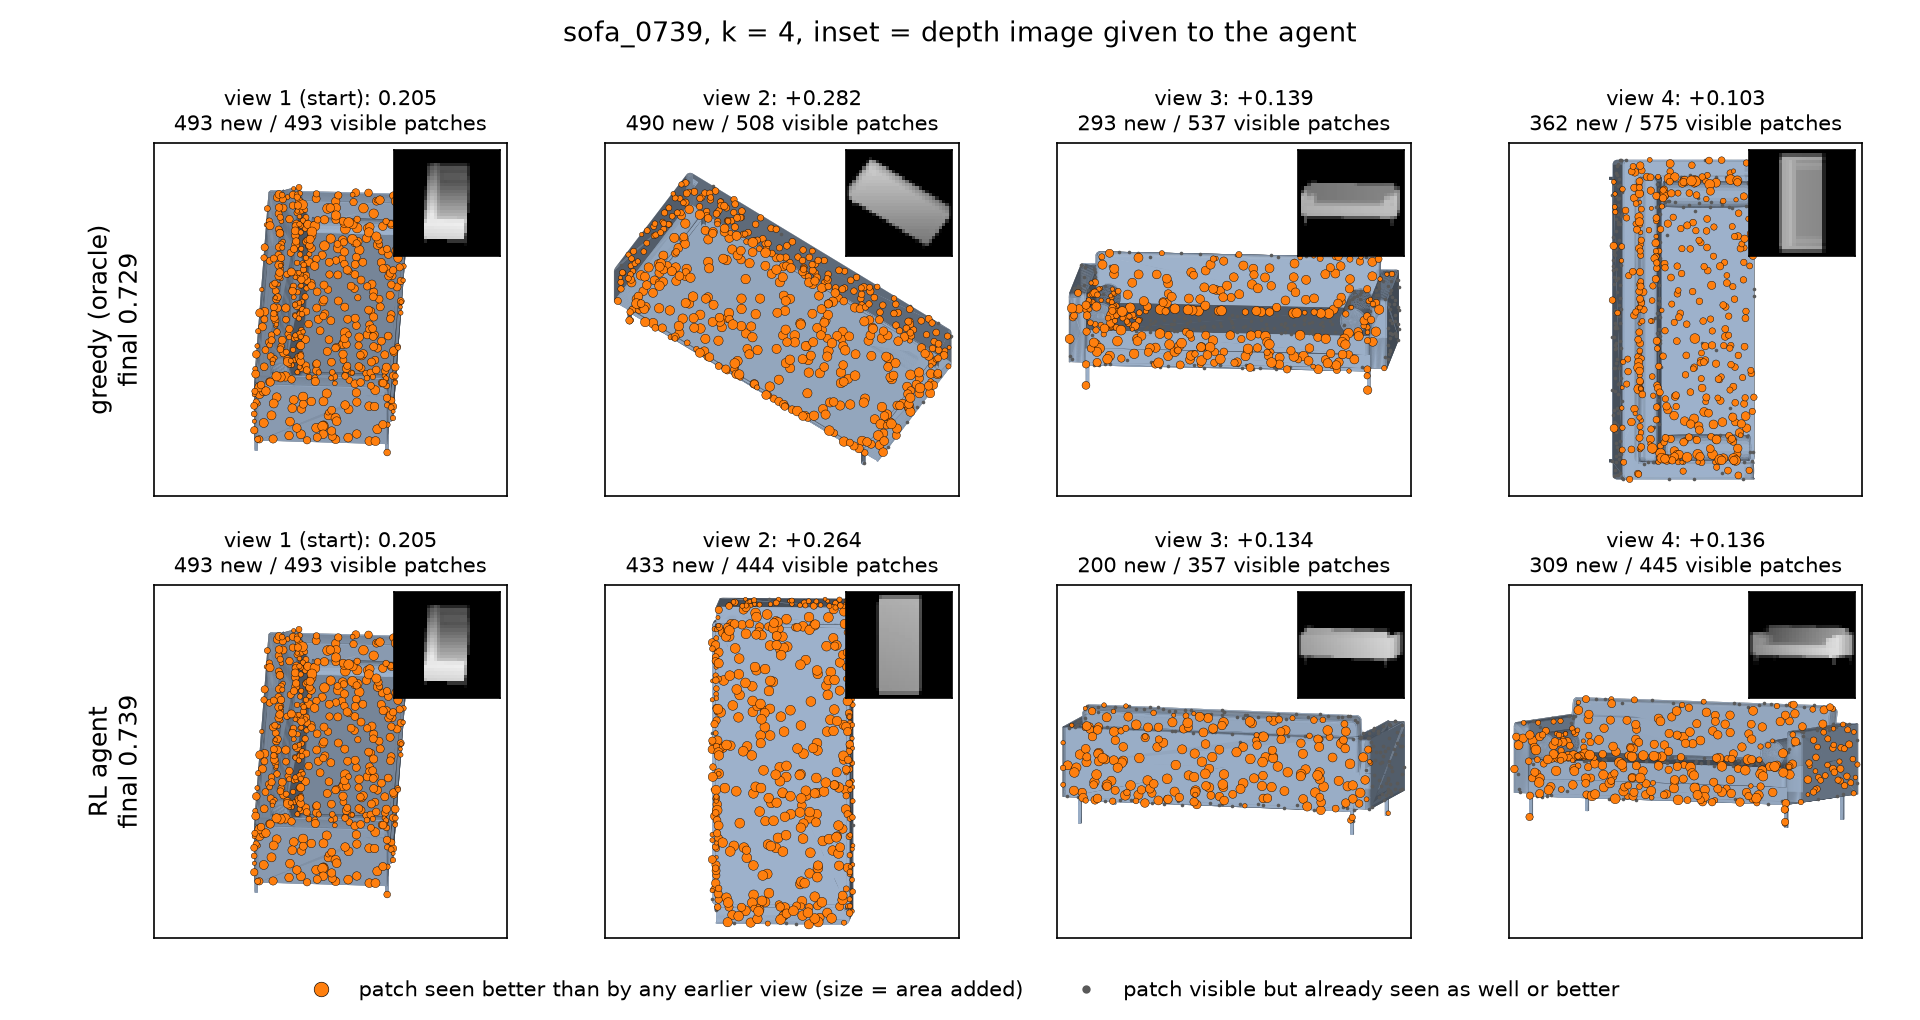 sofa_0739, k = 4, inset = depth image given to the agent
greedy (oracle)
final 0.729
view 1 (start): 0.205
493 new / 493 visible patches
view 2: +0.282
490 new / 508 visible patches
view 3: +0.139
293 new / 537 visible patches
view 4: +0.103
362 new / 575 visible patches
RL agent
final 0.739
view 1 (start): 0.205
493 new / 493 visible patches
view 2: +0.264
433 new / 444 visible patches
view 3: +0.134
200 new / 357 visible patches
view 4: +0.136
309 new / 445 visible patches
patch seen better than by any earlier view (size = area added)
patch visible but already seen as well or better